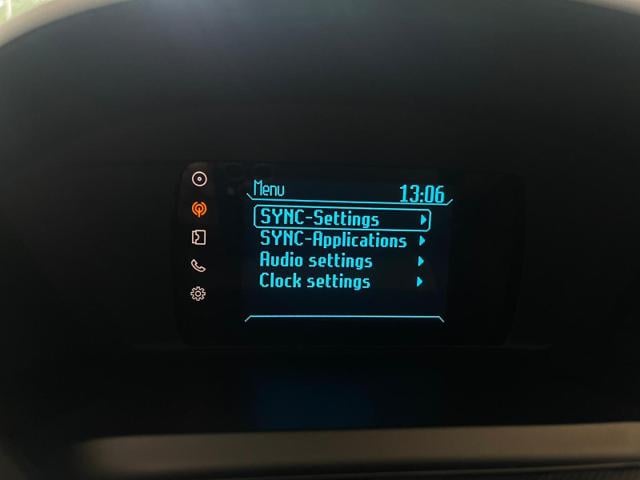 Menu 13:06
SYNC-Settings
SYNC-Applications
Audio settings
Clock settings